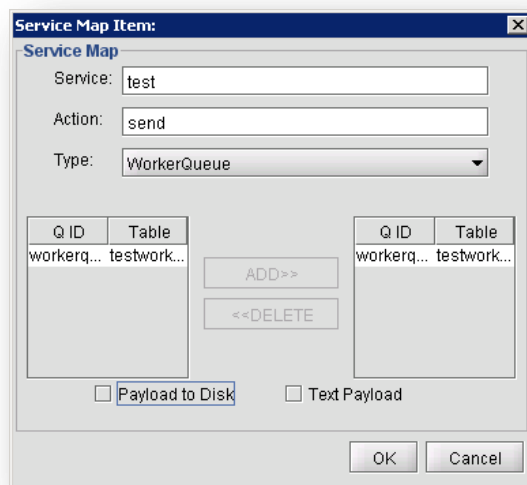 Service Map Item:
Service Map
Service: test
Action: send
Type: WorkerQueue
Q ID Table Q ID Table
workerq... testwork... workerq... testwork...
ADD>>
<<DELETE
Payload to Disk Text Payload
OK Cancel